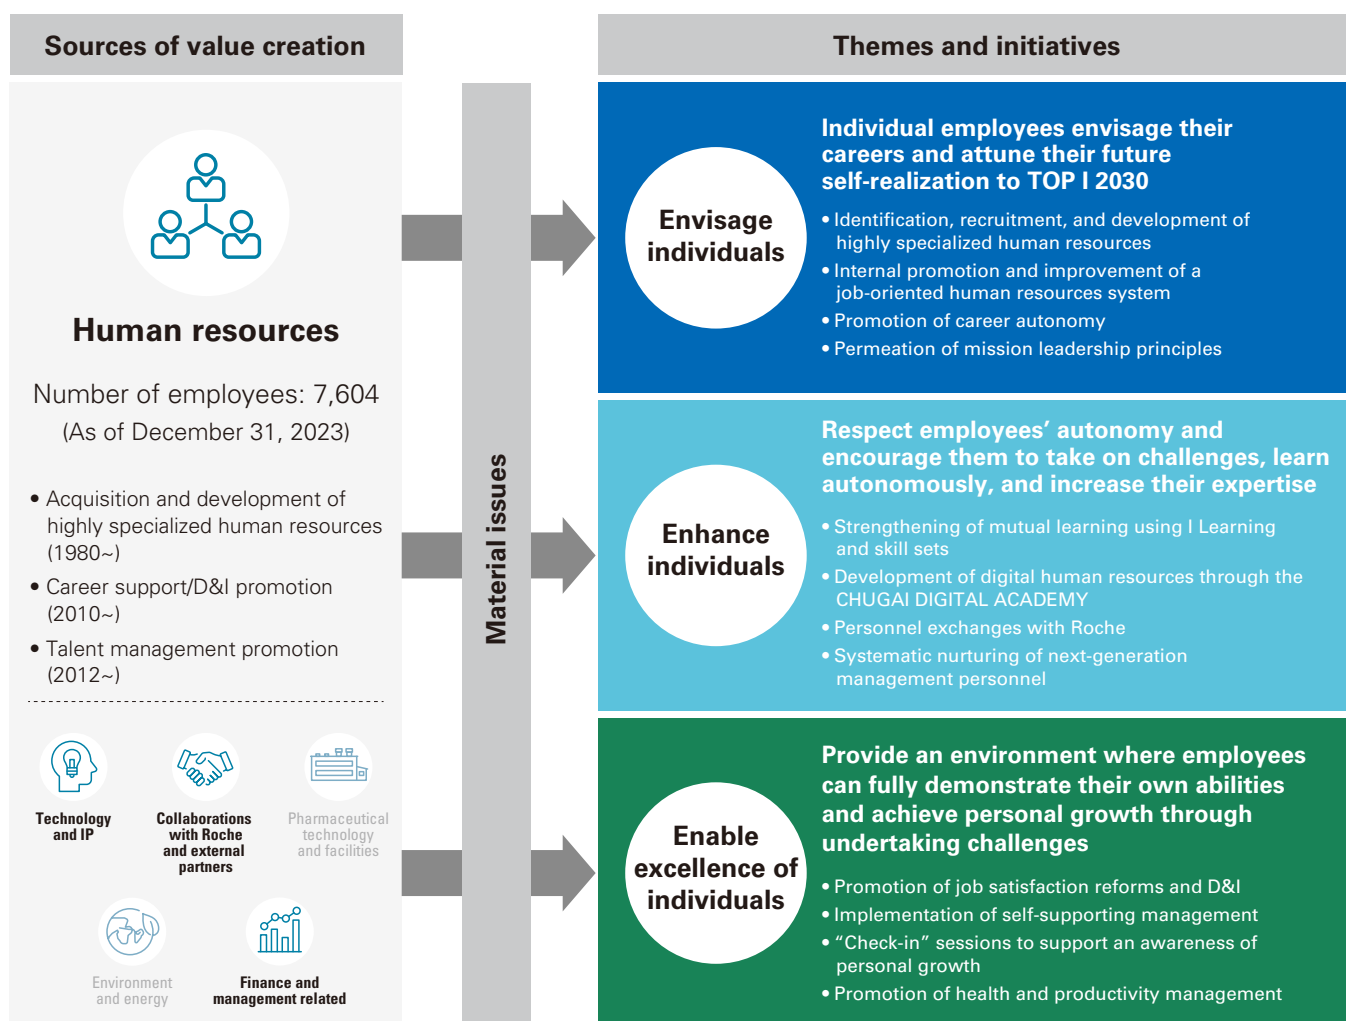 Sources of value creation
Human resources
Number of employees: 7,604
(As of December 31, 2023)
• Acquisition and development of
highly specialized human resources
(1980~)
• Career support/D&I promotion
(2010~)
• Talent management promotion
(2012~)
Technology
and IP
Collaborations
with Roche
and external
partners
Pharmaceutical
technology
and facilities
Environment
and energy
Finance and
management related
Material issues
Themes and initiatives
Envisage
individuals
Individual employees envisage their
careers and attune their future
self-realization to TOP I 2030
• Identification, recruitment, and development of
highly specialized human resources
• Internal promotion and improvement of a
job-oriented human resources system
• Promotion of career autonomy
• Permeation of mission leadership principles
Enhance
individuals
Respect employees’ autonomy and
encourage them to take on challenges, learn
autonomously, and increase their expertise
• Strengthening of mutual learning using I Learning
and skill sets
• Development of digital human resources through the
CHUGAI DIGITAL ACADEMY
• Personnel exchanges with Roche
• Systematic nurturing of next-generation
management personnel
Enable
excellence of
individuals
Provide an environment where employees
can fully demonstrate their own abilities
and achieve personal growth through
undertaking challenges
• Promotion of job satisfaction reforms and D&I
• Implementation of self-supporting management
• “Check-in” sessions to support an awareness of
personal growth
• Promotion of health and productivity management